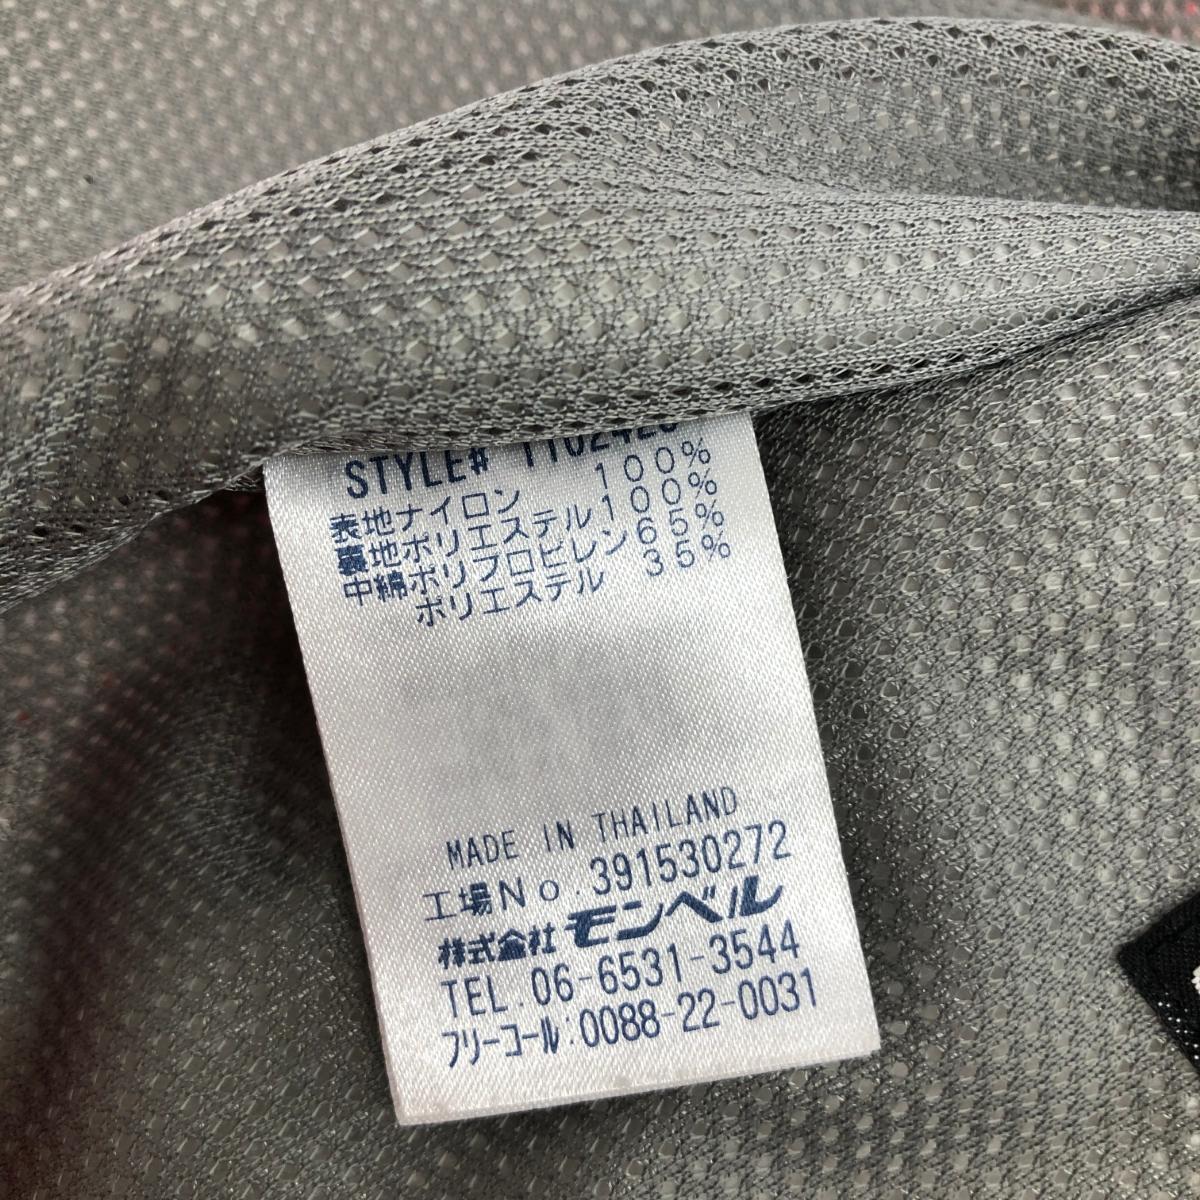 STYLE#
表地ナイロン 100%
裏地ポリエステル100%
中綿ポリプロピレン65%
ポリエステル 35%
MADE IN THAILAND
工場No.391530272
株式会社モンベル
TEL.06-6531-3544
フリーコール:0088-22-0031